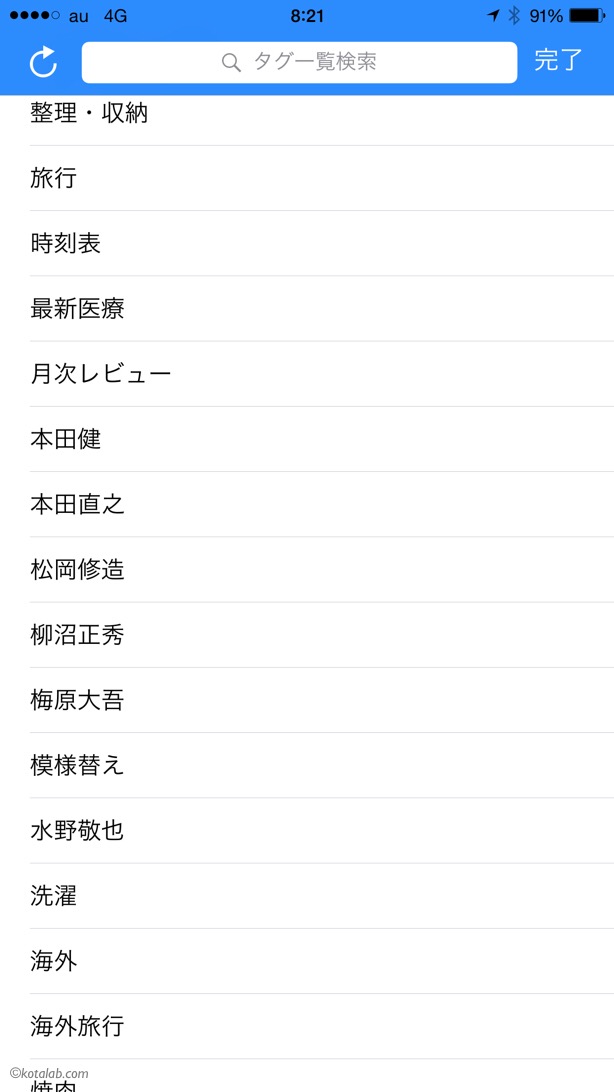 au 4G 8:21 91%
タグ一覧検索 完了
整理・収納
旅行
時刻表
最新医療
月次レビュー
本田健
本田直之
松岡修造
柳沼正秀
梅原大吾
模様替え
水野敬也
洗濯
海外
海外旅行
焼肉
©kotalab.com